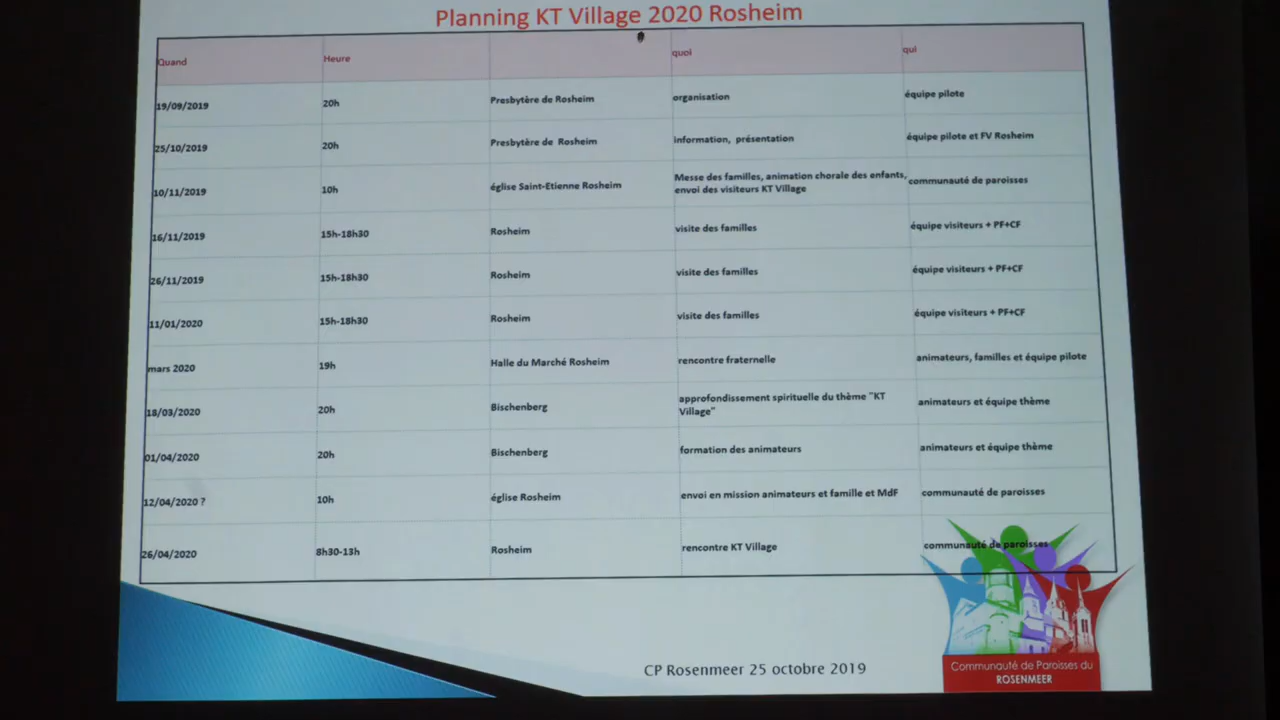 Planning KT Village 2020 Rosheim
Quand Heure quoi qui
19/09/2019 20h Presbytère de Rosheim organisation équipe pilote
25/10/2019 20h Presbytère de Rosheim information, présentation équipe pilote et FV Rosheim
10/11/2019 10h église Saint-Etienne Rosheim Messe des familles, animation chorale des enfants, communauté de paroisses
envoi des visiteurs KT Village
16/11/2019 15h-18h30 Rosheim visite des familles équipe visiteurs + PF+CF
26/11/2019 15h-18h30 Rosheim visite des familles équipe visiteurs + PF+CF
11/01/2020 15h-18h30 Rosheim visite des familles équipe visiteurs + PF+CF
mars 2020 19h Halle du Marché Rosheim rencontre fraternelle animateurs, familles et équipe pilote
18/03/2020 20h Bischenberg approfondissement spirituelle du thème "KT animateurs et équipe thème
Village"
01/04/2020 20h Bischenberg formation des animateurs animateurs et équipe thème
12/04/2020 ? 10h église Rosheim envoi en mission animateurs et famille et MdF communauté de paroisses
26/04/2020 8h30-13h Rosheim rencontre KT Village communauté de paroisses
CP Rosenmeer 25 octobre 2019
Communauté de Paroisses du
ROSENMEER